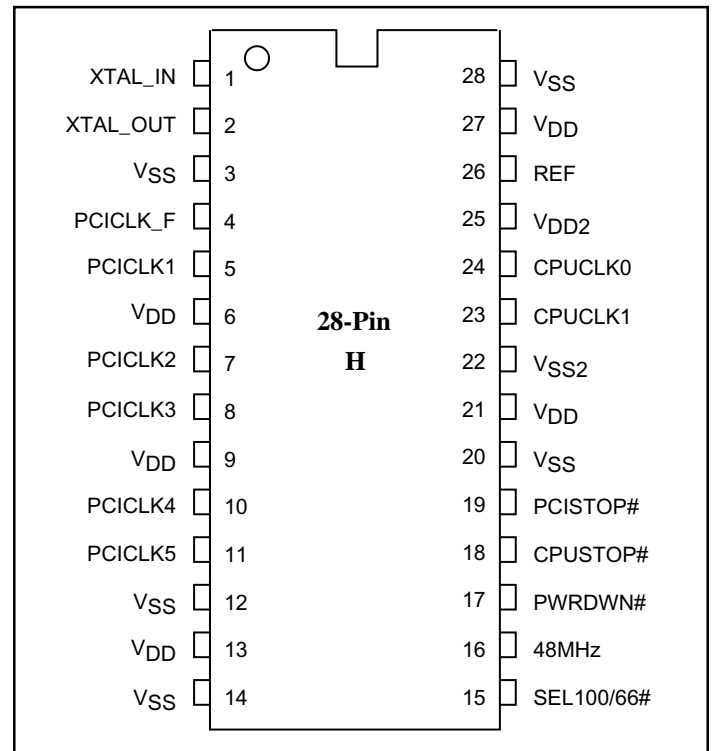 XTAL_IN 1 28 VSS
XTAL_OUT 2 27 VDD
VSS 3 26 REF
PCICLK_F 4 25 VDD2
PCICLK1 5 24 CPUCLK0
VDD 6 23 CPUCLK1
28-Pin
H
PCICLK2 7 22 VSS2
PCICLK3 8 21 VDD
VDD 9 20 VSS
PCICLK4 10 19 PCISTOP#
PCICLK5 11 18 CPUSTOP#
VSS 12 17 PWRDWN#
VDD 13 16 48MHz
VSS 14 15 SEL100/66#